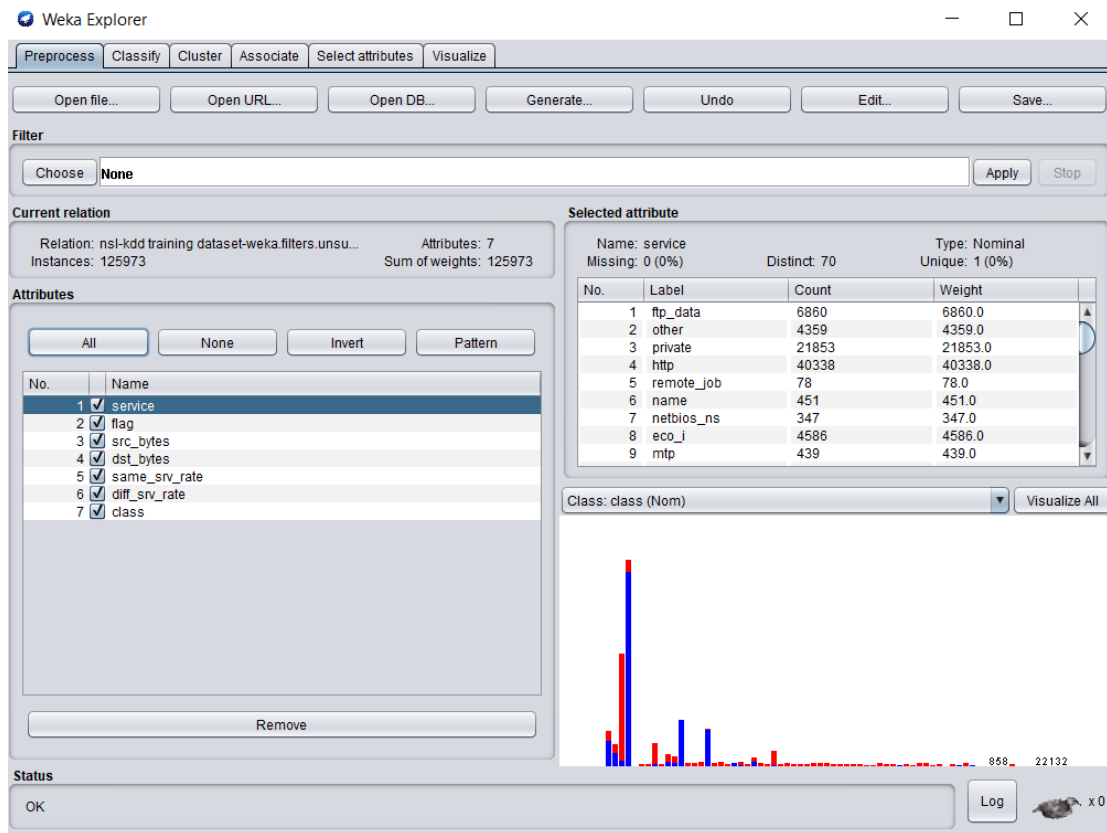 Weka Explorer
Preprocess Classify Cluster Associate Select attributes Visualize
Open file... Open URL... Open DB... Generate... Undo Edit... Save...
Filter
Choose None Apply Stop
Current relation
Relation: nsl-kdd training dataset-weka.filters.unsu... Attributes: 7
Instances: 125973 Sum of weights: 125973
Attributes
All None Invert Pattern
No. Name
1 service
2 flag
3 src_bytes
4 dst_bytes
5 same_srv_rate
6 diff_srv_rate
7 class
Remove
Selected attribute
Name: service Type: Nominal
Missing: 0 (0%) Distinct: 70 Unique: 1 (0%)
No. Label Count Weight
1 ftp_data 6860 6860.0
2 other 4359 4359.0
3 private 21853 21853.0
4 http 40338 40338.0
5 remote_job 78 78.0
6 name 451 451.0
7 netbios_ns 347 347.0
8 eco_i 4586 4586.0
9 mtp 439 439.0
Class: class (Nom) Visualize All
858 22132
Status
OK Log x 0